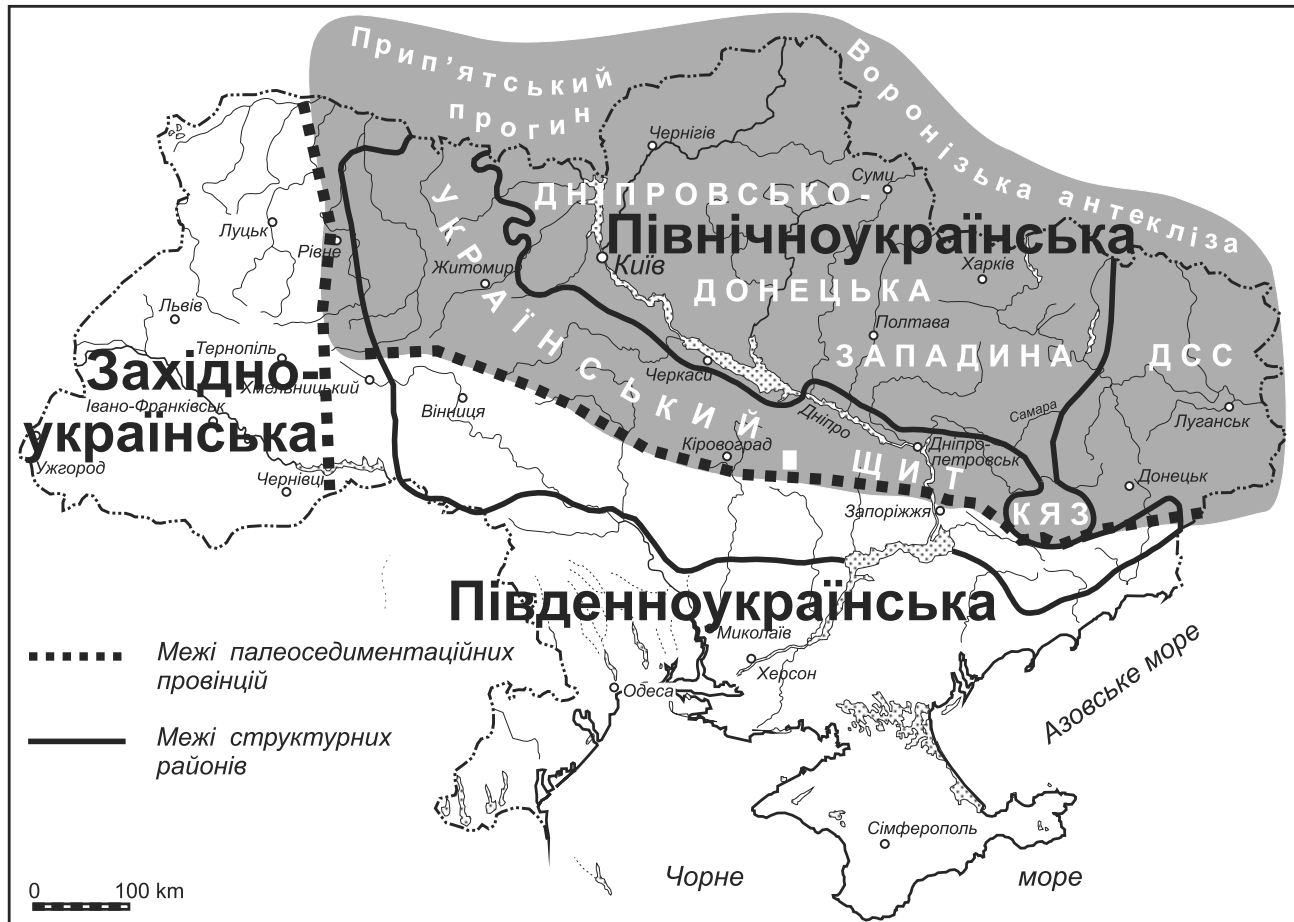 Прип’ятський
прогин
Воронізька антекліза
Чернігів
Суми
УКРАЇНСЬКИЙ ЩИТ
ДНІПРОВСЬКО-
Північноукраїнська
ДОНЕЦЬКА
ЗАПАДИНА
ДСС
Луцьк
Рівне
Житомир
Київ
Харків
Львів
Полтава
Тернопіль
Західно-
українська
Хмельницький
Черкаси
Івано-Франківськ
Вінниця
Дніпро
Самара
Луганськ
Кіровоград
Дніпро-
петровськ
Ужгород
Чернівці
Донецьк
Запоріжжя
КЯЗ
Південноукраїнська
Миколаїв
Херсон
Одеса
Азовське море
Межі палеоседиментаційних
провінцій
Межі структурних
районів
Сімферополь
Чорне море
0 100 km